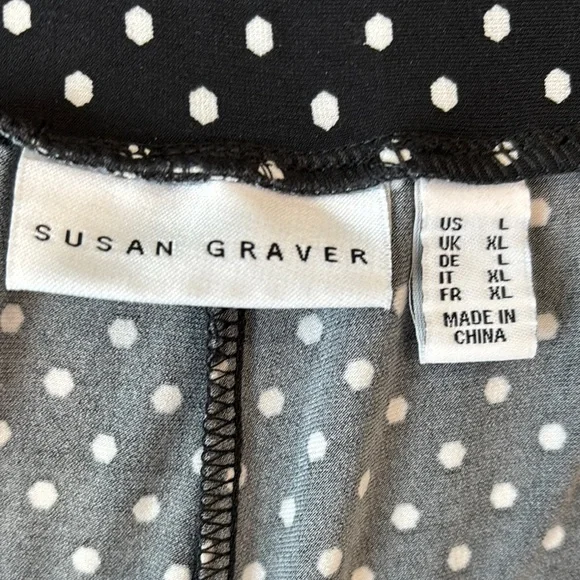 SUSAN GRAVER
US L
UK XL
DE L
IT XL
FR XL
MADE IN
CHINA